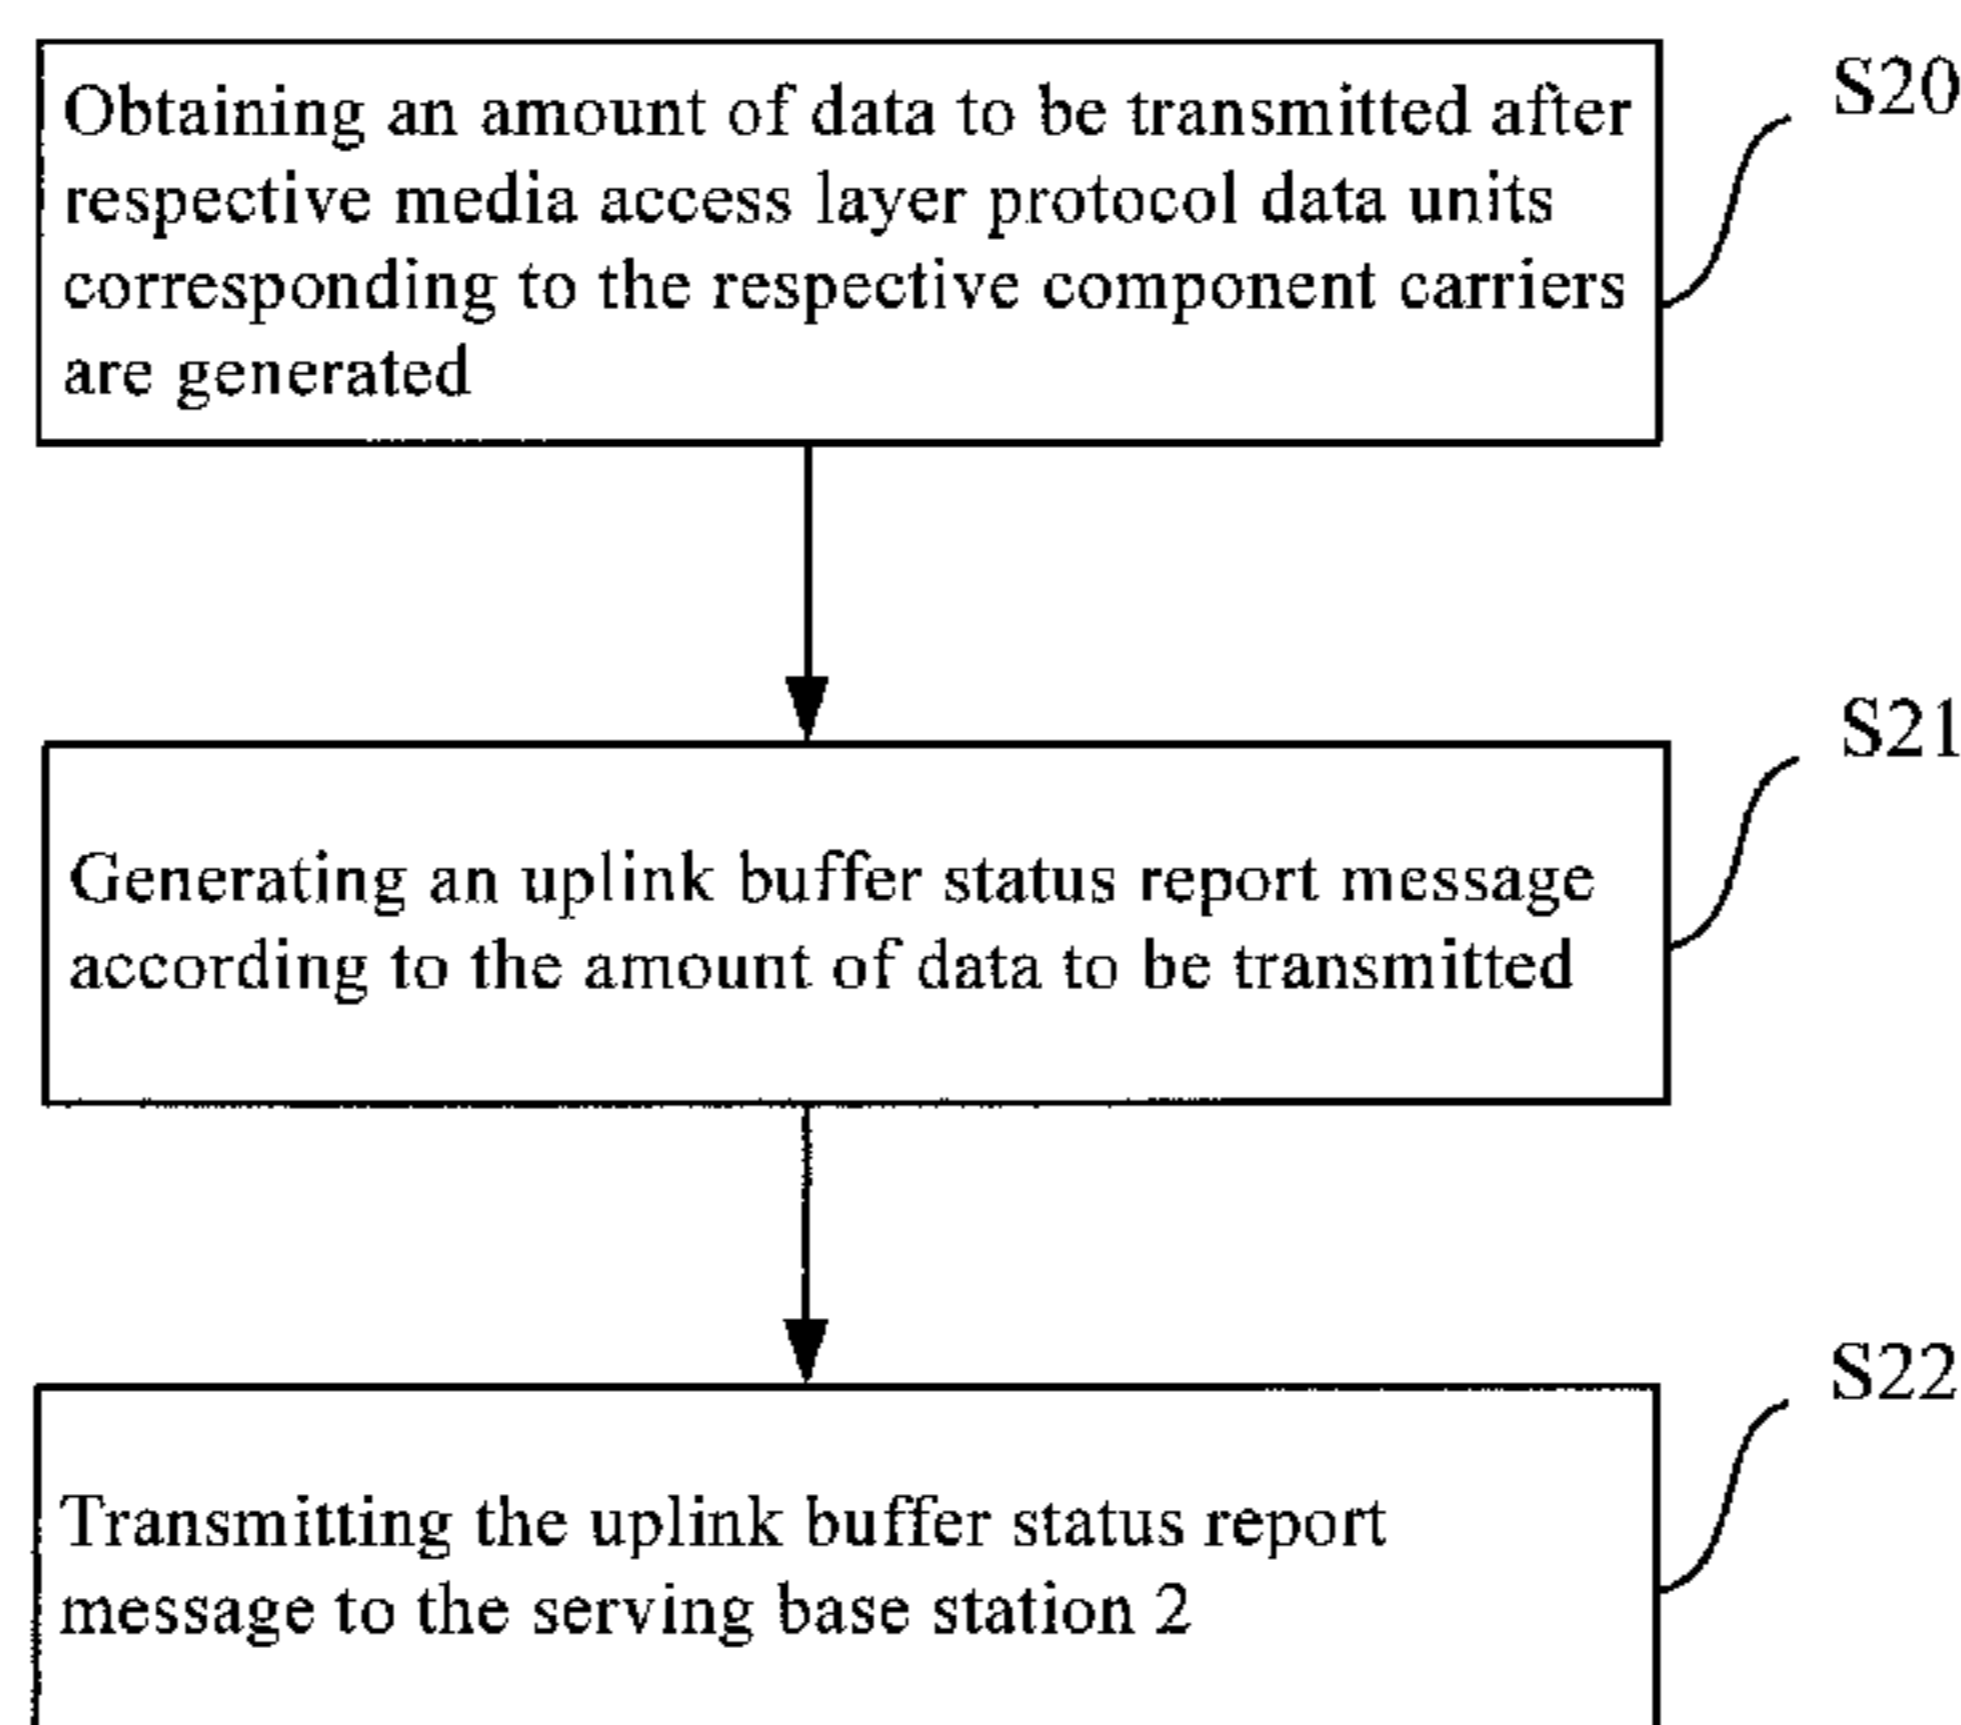 Obtaining an amount of data to be transmitted after
respective media access layer protocol data units
corresponding to the respective component carriers
are generated
S20
Generating an uplink buffer status report message
according to the amount of data to be transmitted
S21
Transmitting the uplink buffer status report
message to the serving base station 2
S22